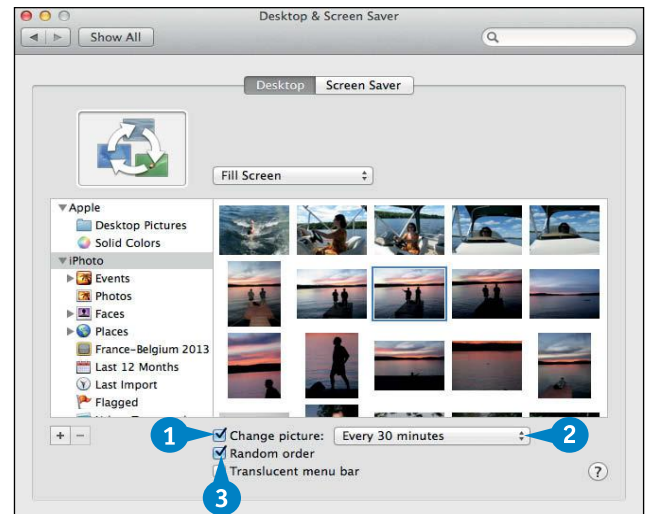 Desktop & Screen Saver
Show All
Desktop Screen Saver
Fill Screen
Apple
Desktop Pictures
Solid Colors
iPhoto
Events
Photos
Faces
Places
France-Belgium 2013
Last 12 Months
Last Import
Flagged
+ −
1 Change picture: Every 30 minutes 2
Random order
Translucent menu bar ?
3